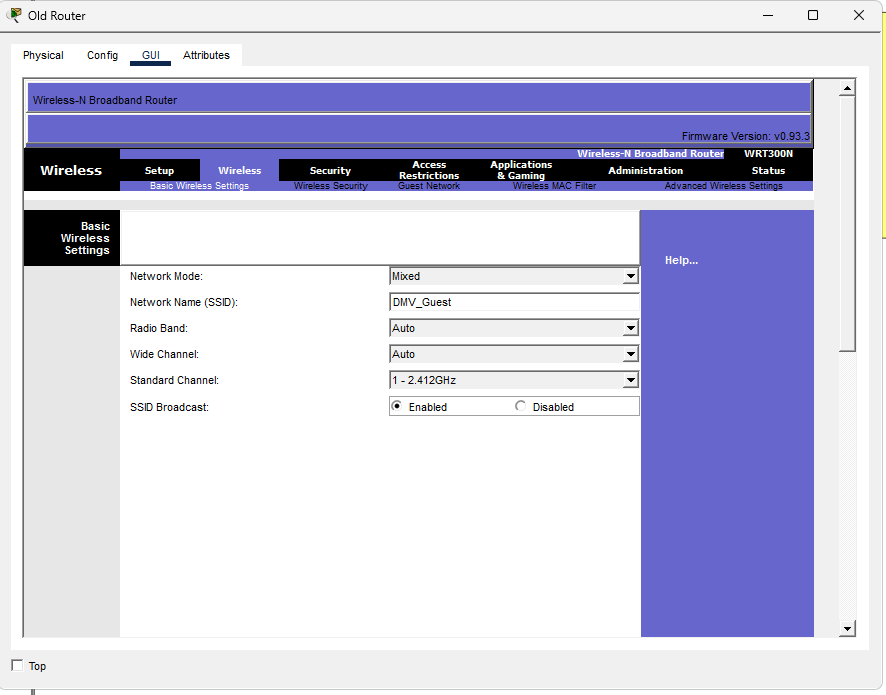 Old Router
Physical Config GUI Attributes
Wireless-N Broadband Router
Firmware Version: v0.93.3
Wireless-N Broadband Router WRT300N
Wireless Setup Wireless Security Access Restrictions Applications & Gaming Administration Status
Basic Wireless Settings Wireless Security Guest Network Wireless MAC Filter Advanced Wireless Settings
Basic
Wireless
Settings
Help...
Network Mode: Mixed
Network Name (SSID): DMV_Guest
Radio Band: Auto
Wide Channel: Auto
Standard Channel: 1 - 2.412GHz
SSID Broadcast: Enabled Disabled
Top